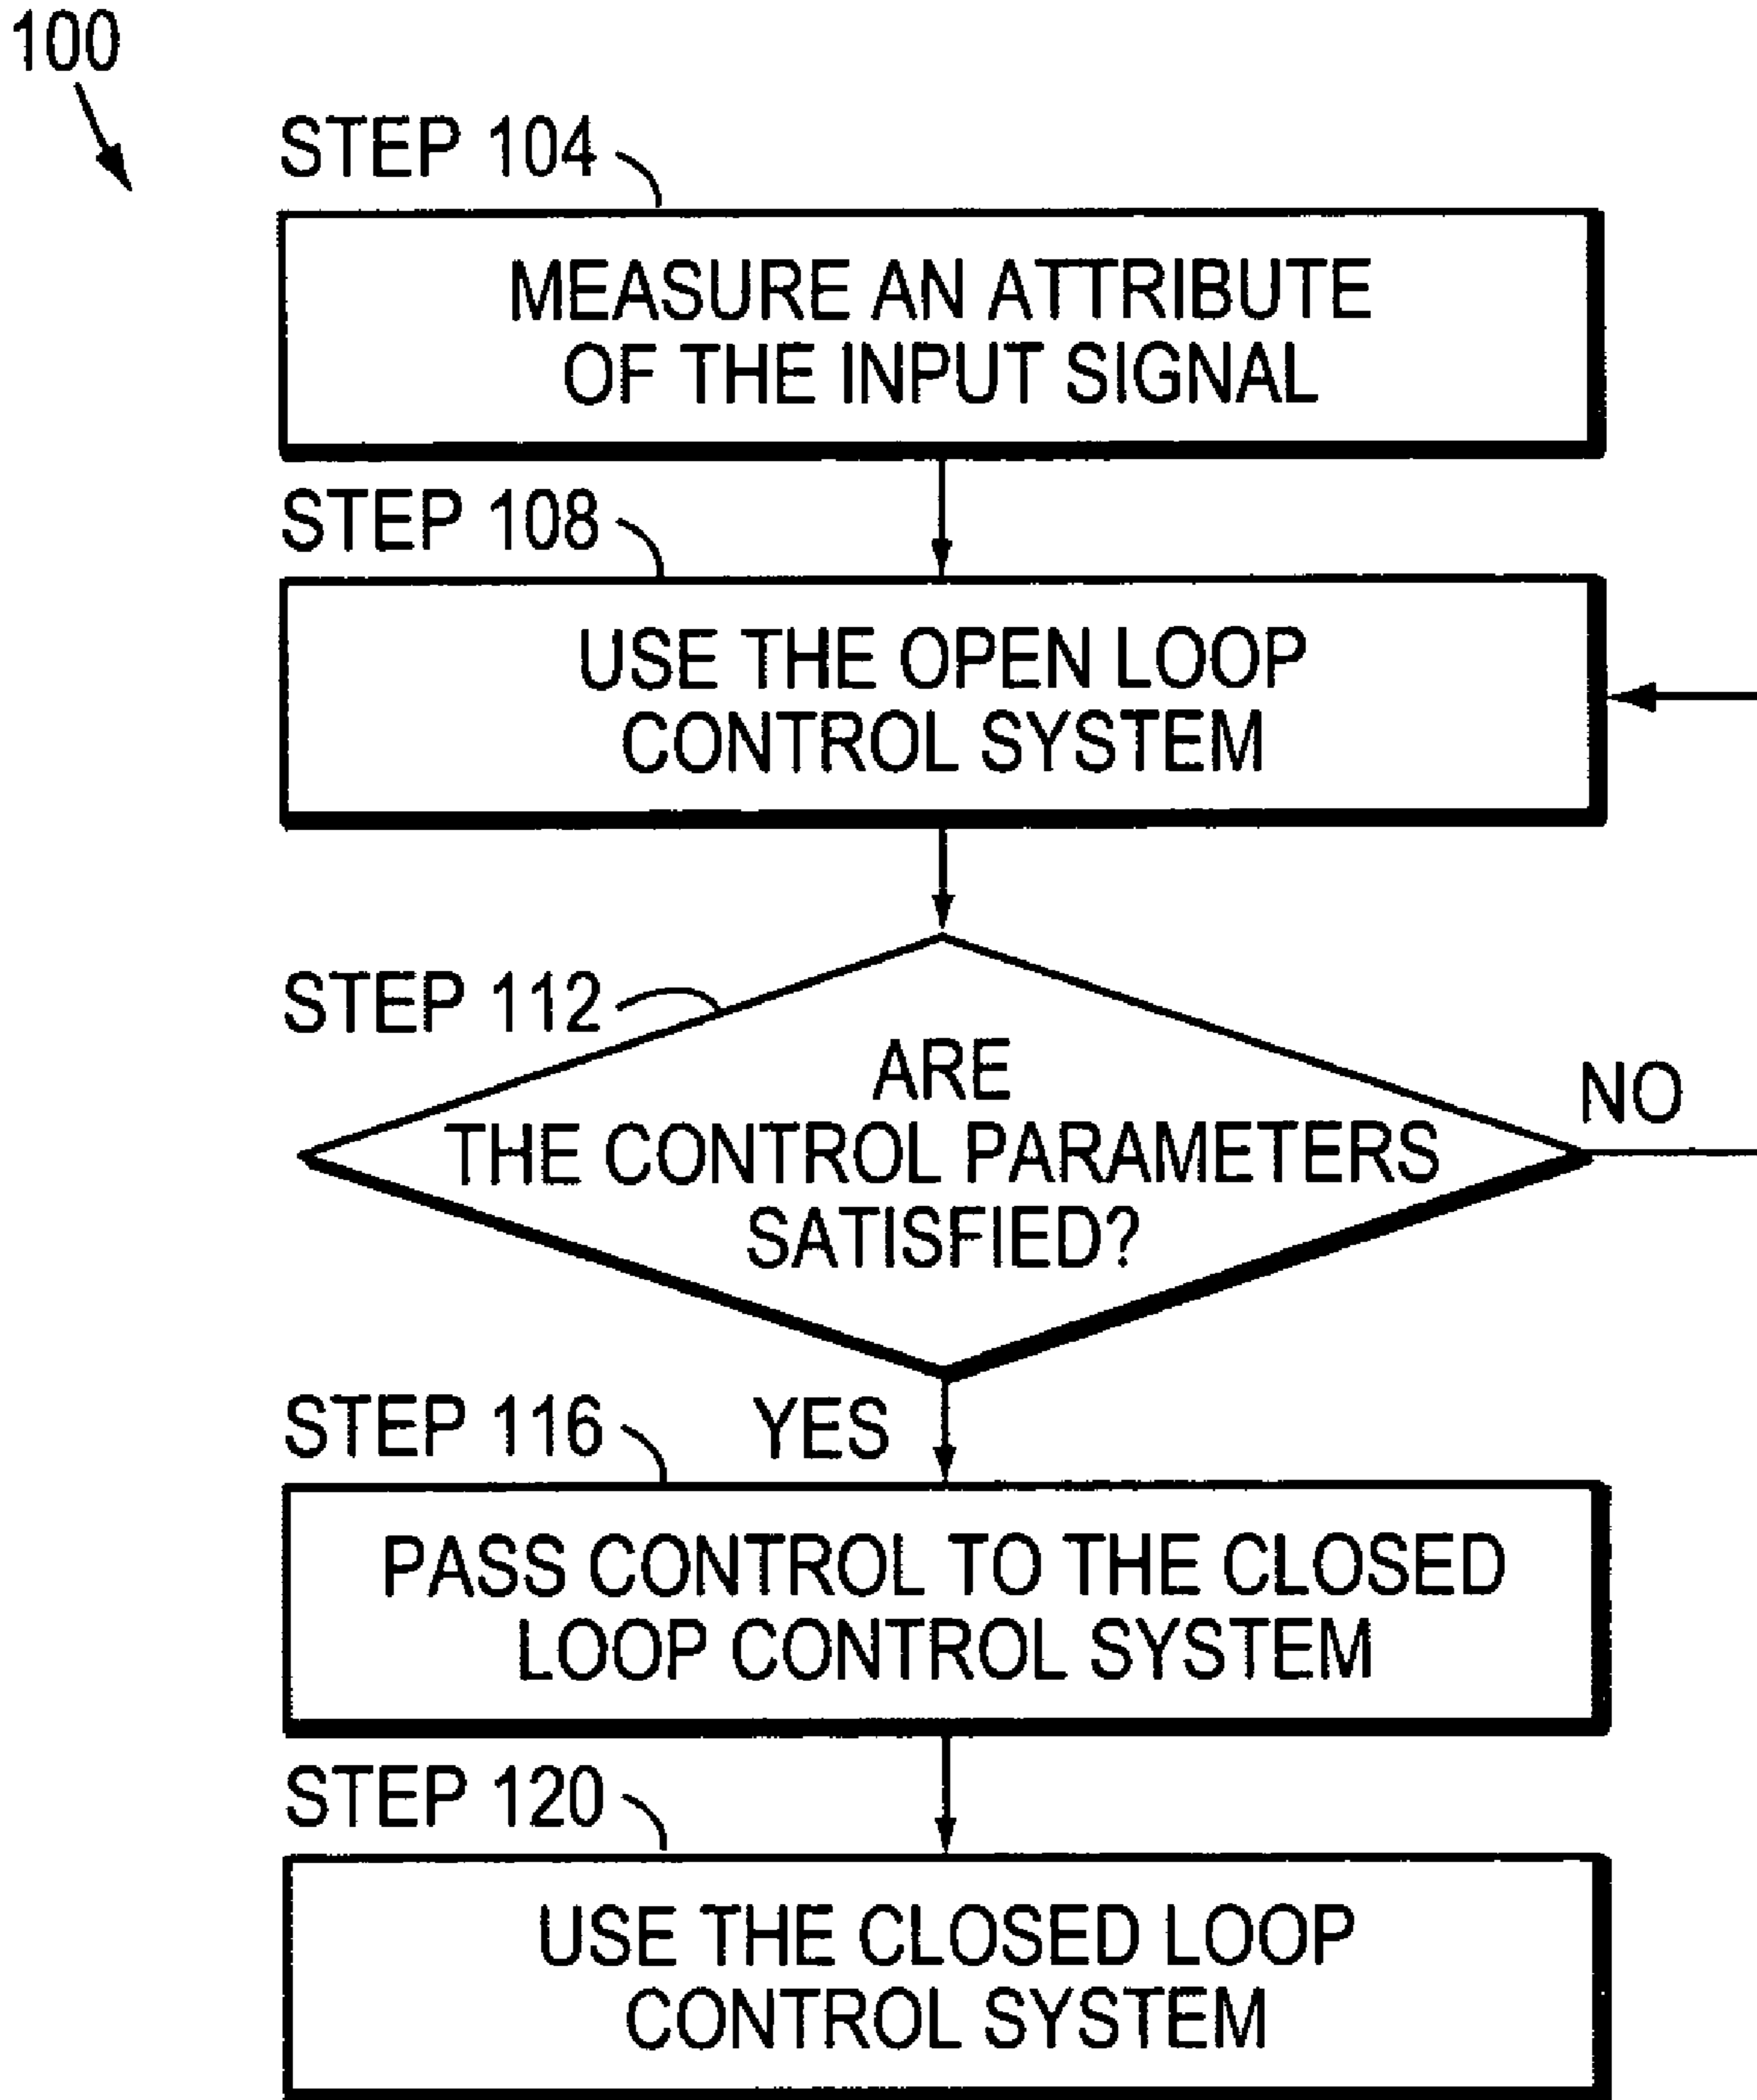 100
STEP 104
MEASURE AN ATTRIBUTE
OF THE INPUT SIGNAL
STEP 108
USE THE OPEN LOOP
CONTROL SYSTEM
STEP 112
ARE
THE CONTROL PARAMETERS
SATISFIED?
NO
STEP 116
YES
PASS CONTROL TO THE CLOSED
LOOP CONTROL SYSTEM
STEP 120
USE THE CLOSED LOOP
CONTROL SYSTEM